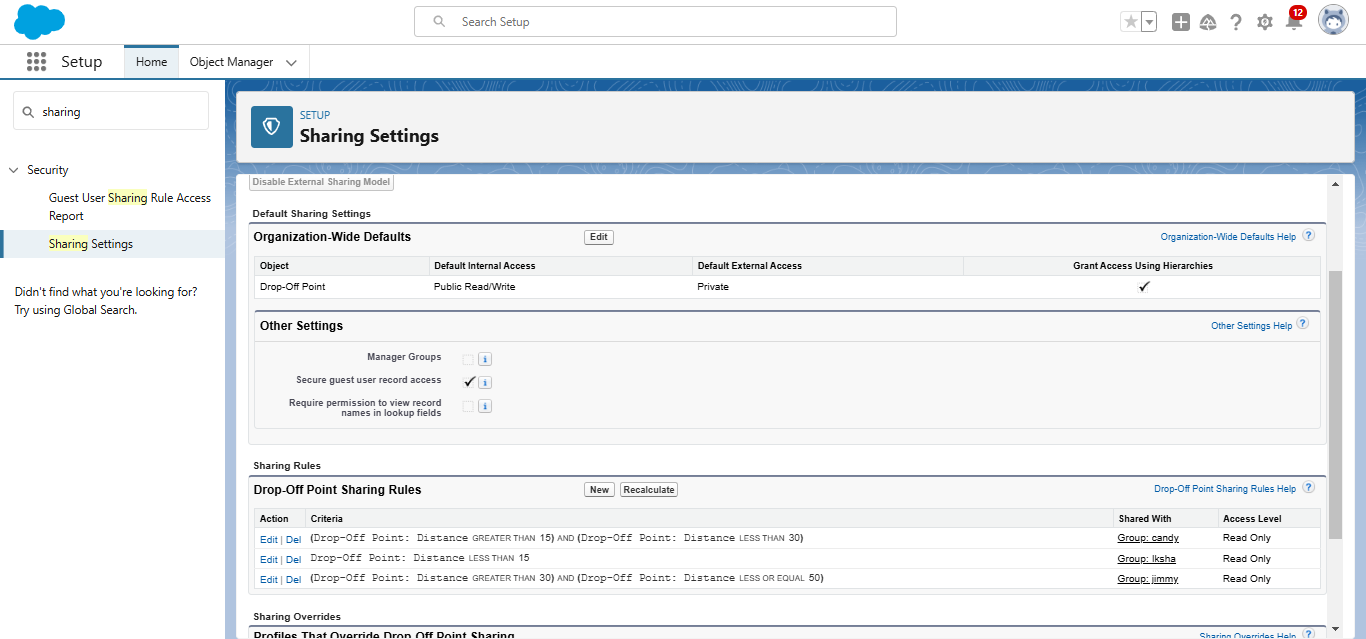 Search Setup
12
Setup
Home
Object Manager
sharing
Security
Guest User Sharing Rule Access
Report
Sharing Settings
Didn't find what you're looking for?
Try using Global Search.
SETUP
Sharing Settings
Disable External Sharing Model
Default Sharing Settings
Organization-Wide Defaults Edit Organization-Wide Defaults Help ?
Object Default Internal Access Default External Access Grant Access Using Hierarchies
Drop-Off Point Public Read/Write Private
Other Settings Other Settings Help ?
Manager Groups i
Secure guest user record access i
Require permission to view record
names in lookup fields i
Sharing Rules
Drop-Off Point Sharing Rules New Recalculate Drop-Off Point Sharing Rules Help ?
Action Criteria Shared With Access Level
Edit | Del (Drop-Off Point: Distance GREATER THAN 15) AND (Drop-Off Point: Distance LESS THAN 30) Group: candy Read Only
Edit | Del Drop-Off Point: Distance LESS THAN 15 Group: lksha Read Only
Edit | Del (Drop-Off Point: Distance GREATER THAN 30) AND (Drop-Off Point: Distance LESS OR EQUAL 50) Group: jimmy Read Only
Sharing Overrides
Profiles That Override Drop-Off Point Sharing Sharing Overrides Help ?